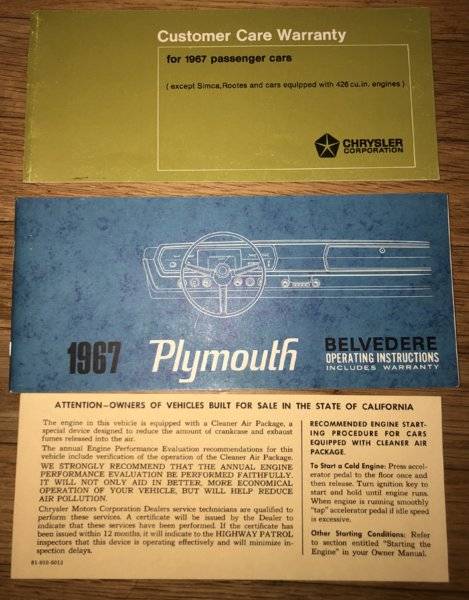 Customer Care Warranty
for 1967 passenger cars
(except Simca, Rootes and cars equipped with 426 cu. in. engines)
CHRYSLER
CORPORATION
1967 Plymouth
BELVEDERE
OPERATING INSTRUCTIONS
INCLUDES WARRANTY
ATTENTION—OWNERS OF VEHICLES BUILT FOR SALE IN THE STATE OF CALIFORNIA
The engine in this vehicle is equipped with a Cleaner Air Package, a
special device designed to reduce the amount of crankcase and exhaust
fumes released into the air.
The annual Engine Performance Evaluation recommendations for this
vehicle include verification of the operation of the Cleaner Air Package.
WE STRONGLY RECOMMEND THAT THE ANNUAL ENGINE
PERFORMANCE EVALUATION BE PERFORMED FAITHFULLY.
IT WILL NOT ONLY AID IN BETTER, MORE ECONOMICAL
OPERATION OF YOUR VEHICLE, BUT WILL HELP REDUCE
AIR POLLUTION.
Chrysler Motors Corporation Dealers service technicians are qualified to
perform these services. A certificate will be issued by the Dealer to
indicate that these services have been performed. If the certificate has
been issued within 12 months, it will indicate to the HIGHWAY PATROL
inspectors that this device is operating effectively and will minimize in-
spection delays.
81-950-6012
RECOMMENDED ENGINE START-
ING PROCEDURE FOR CARS
EQUIPPED WITH CLEANER AIR
PACKAGE.
To Start a Cold Engine: Press accel-
erator pedal to the floor once and
then release. Turn ignition key to
start and hold until engine runs.
When engine is running smoothly
"tap" accelerator pedal if idle speed
is excessive.
Other Starting Conditions: Refer
to section entitled "Starting the
Engine" in your Owner Manual.